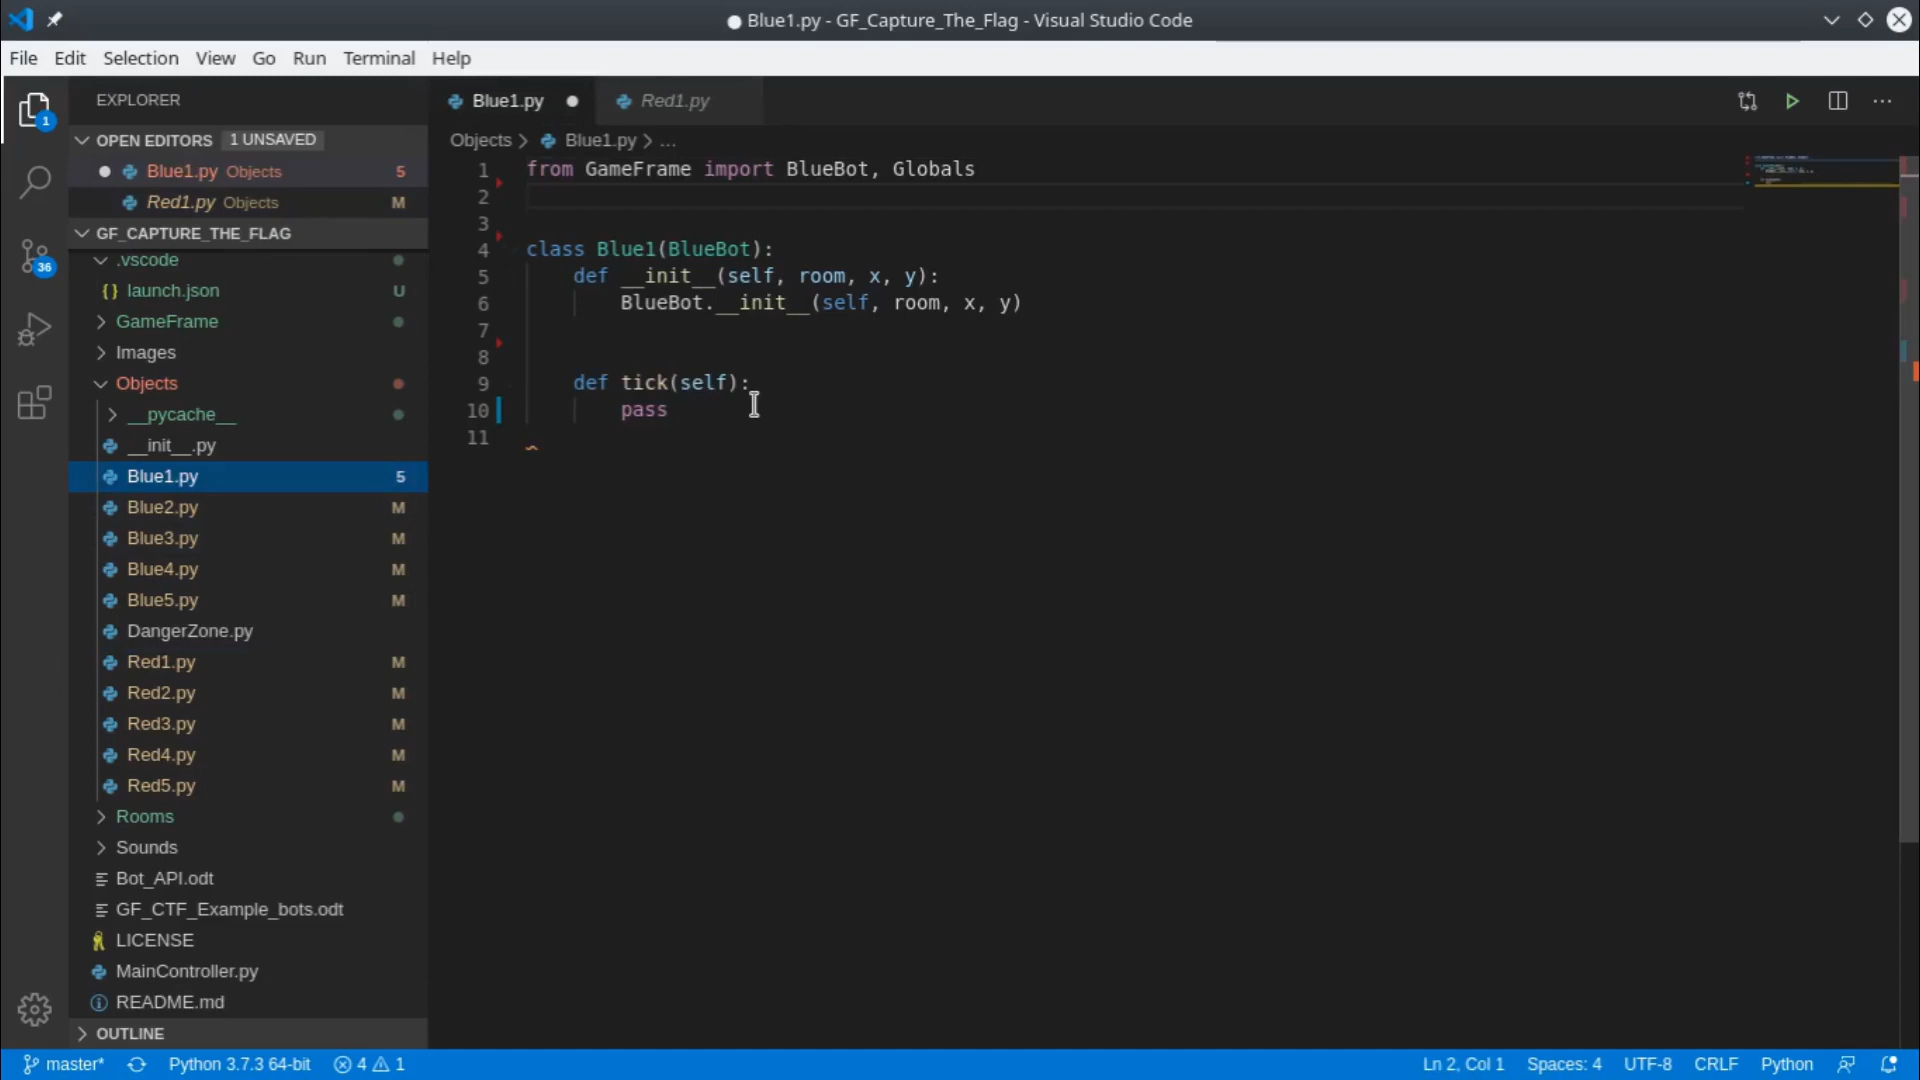 Blue1.py - GF_Capture_The_Flag - Visual Studio Code
File Edit Selection View Go Run Terminal Help
EXPLORER
1
OPEN EDITORS 1 UNSAVED
Blue1.py Objects 5
Red1.py Objects M
GF_CAPTURE_THE_FLAG
36
.vscode
{} launch.json U
GameFrame
Images
Objects
__pycache__
__init__.py
Blue1.py 5
Blue2.py M
Blue3.py M
Blue4.py M
Blue5.py M
DangerZone.py
Red1.py M
Red2.py M
Red3.py M
Red4.py M
Red5.py M
Rooms
Sounds
Bot_API.odt
GF_CTF_Example_bots.odt
LICENSE
MainController.py
README.md
OUTLINE
Blue1.py Red1.py
Objects > Blue1.py > ...
1 from GameFrame import BlueBot, Globals
2
3
4 class Blue1(BlueBot):
5 def __init__(self, room, x, y):
6 BlueBot.__init__(self, room, x, y)
7
8
9 def tick(self):
10 pass
11
master* Python 3.7.3 64-bit 4 1 Ln 2, Col 1 Spaces: 4 UTF-8 CRLF Python